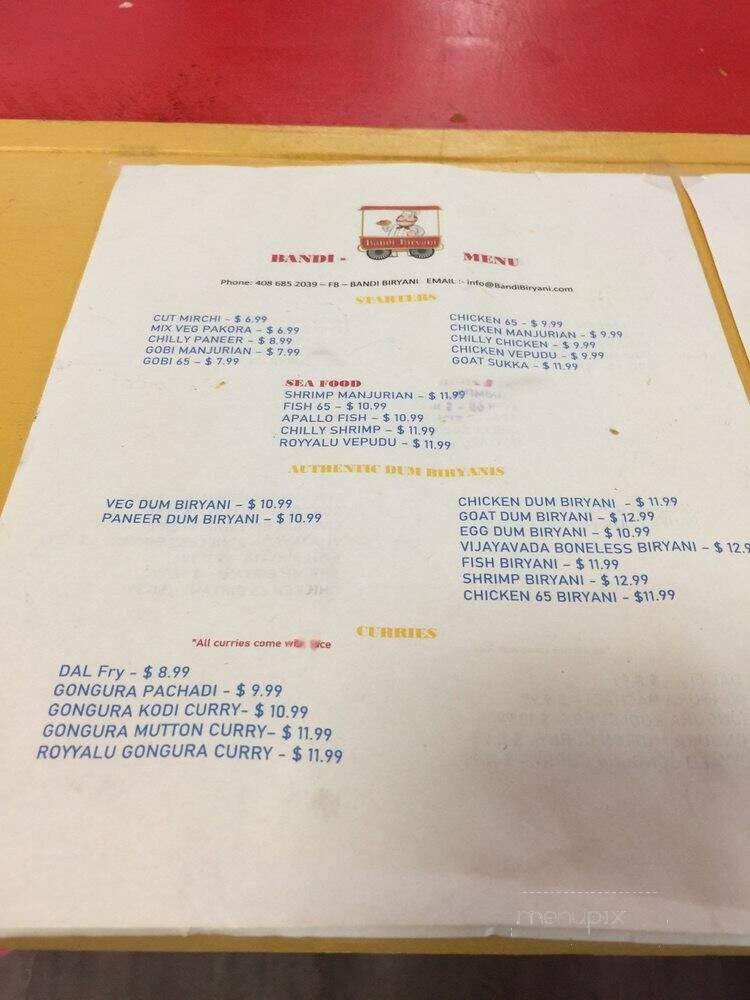 Bandi Biryani
BANDI - MENU
Phone: 408 685 2039 – FB – BANDI BIRYANI EMAIL :- info@BandiBiryani.com
STARTERS
CUT MIRCHI - $ 6.99
MIX VEG PAKORA - $ 6.99
CHILLY PANEER - $ 8.99
GOBI MANJURIAN - $ 7.99
GOBI 65 - $ 7.99
CHICKEN 65 - $ 9.99
CHICKEN MANJURIAN - $ 9.99
CHILLY CHICKEN - $ 9.99
CHICKEN VEPUDU - $ 9.99
GOAT SUKKA - $ 11.99
SEA FOOD
SHRIMP MANJURIAN - $ 11.99
FISH 65 - $ 10.99
APALLO FISH - $ 10.99
CHILLY SHRIMP - $ 11.99
ROYYALU VEPUDU - $ 11.99
AUTHENTIC DUM BIRYANIS
VEG DUM BIRYANI - $ 10.99
PANEER DUM BIRYANI - $ 10.99
CHICKEN DUM BIRYANI - $ 11.99
GOAT DUM BIRYANI - $ 12.99
EGG DUM BIRYANI - $ 10.99
VIJAYAVADA BONELESS BIRYANI - $ 12.9
FISH BIRYANI - $ 11.99
SHRIMP BIRYANI - $ 12.99
CHICKEN 65 BIRYANI - $11.99
CURRIES
*All curries come
DAL Fry - $ 8.99
GONGURA PACHADI - $ 9.99
GONGURA KODI CURRY- $ 10.99
GONGURA MUTTON CURRY- $ 11.99
ROYYALU GONGURA CURRY - $ 11.99
menupix